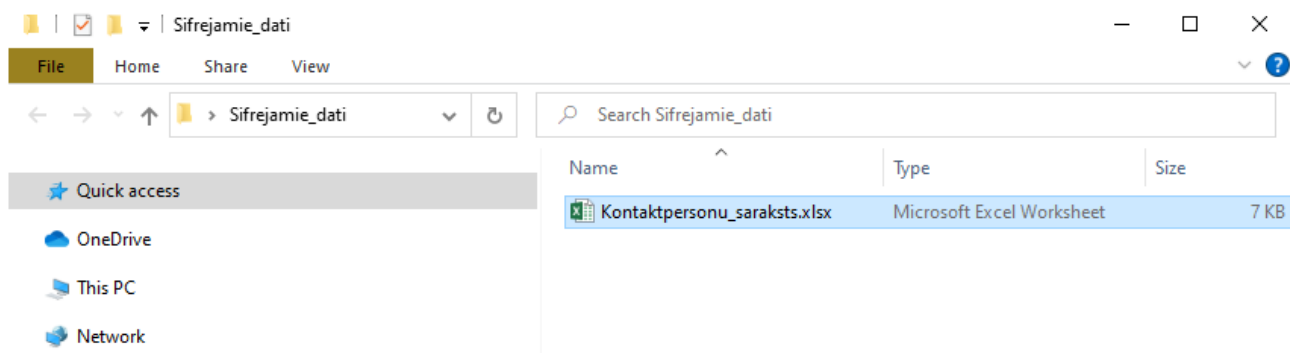 Sifrejamie_dati
File Home Share View
Sifrejamie_dati Search Sifrejamie_dati
Name Type Size
Quick access
Kontaktpersonu_saraksts.xlsx Microsoft Excel Worksheet 7 KB
OneDrive
This PC
Network